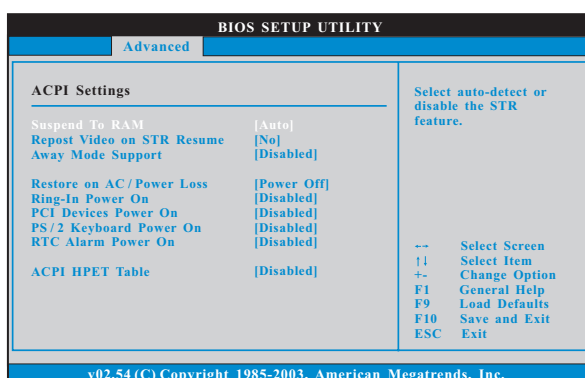 BIOS SETUP UTILITY
Advanced
ACPI Settings
Suspend To RAM [Auto]
Repost Video on STR Resume [No]
Away Mode Support [Disabled]
Restore on AC / Power Loss [Power Off]
Ring-In Power On [Disabled]
PCI Devices Power On [Disabled]
PS / 2 Keyboard Power On [Disabled]
RTC Alarm Power On [Disabled]
ACPI HPET Table [Disabled]
Select auto-detect or
disable the STR
feature.
←→ Select Screen
↑↓ Select Item
+- Change Option
F1 General Help
F9 Load Defaults
F10 Save and Exit
ESC Exit
v02.54 (C) Copyright 1985-2003, American Megatrends, Inc.